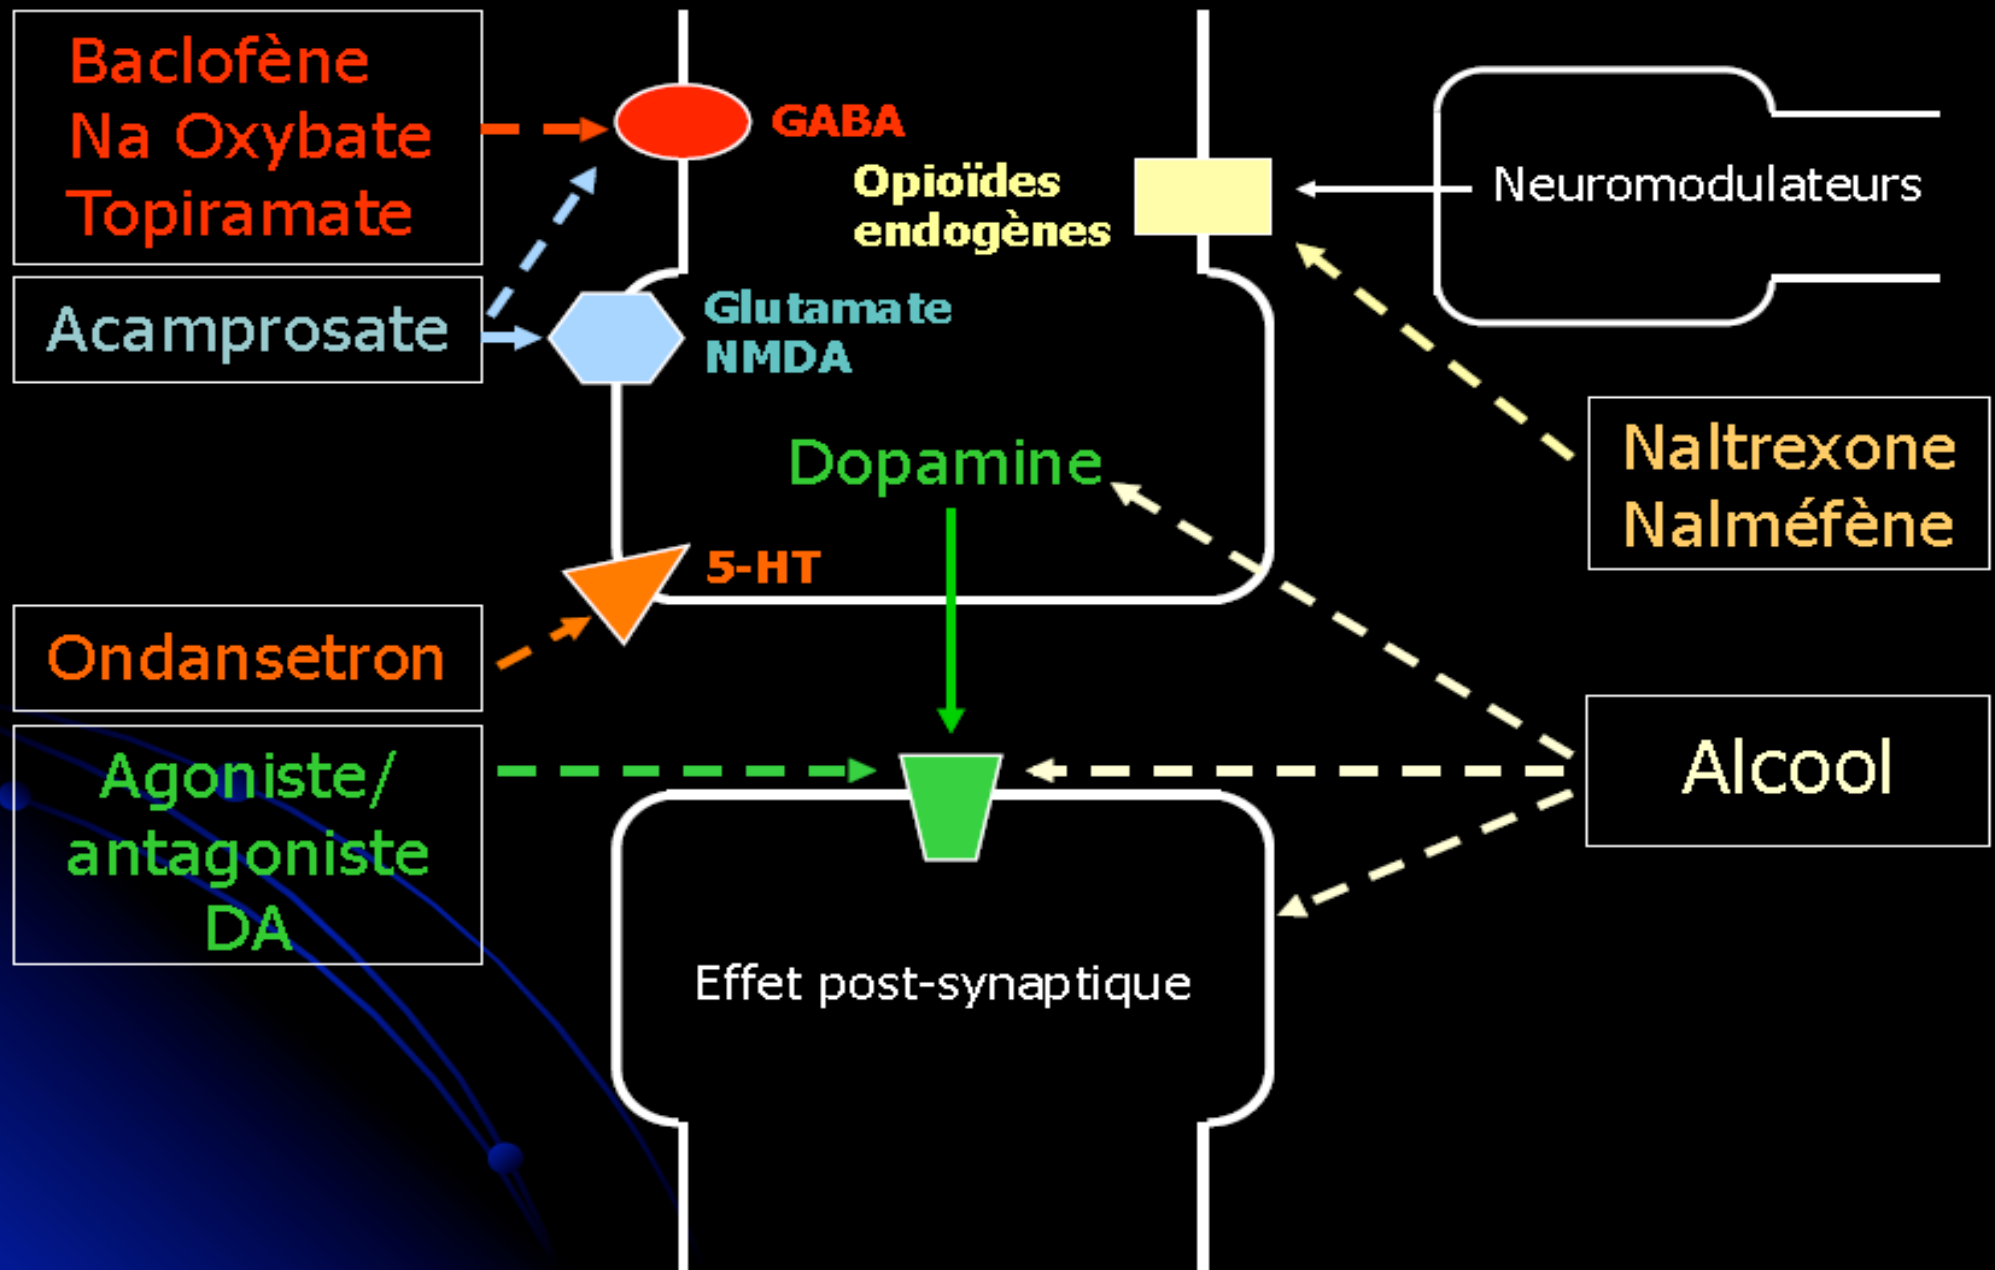 Baclofène
Na Oxybate
Topiramate
GABA
Opioïdes
endogènes
Neuromodulateurs
Acamprosate
Glutamate
NMDA
Dopamine
Naltrexone
Nalméfène
5-HT
Ondansetron
Agoniste/
antagoniste
DA
Alcool
Effet post-synaptique